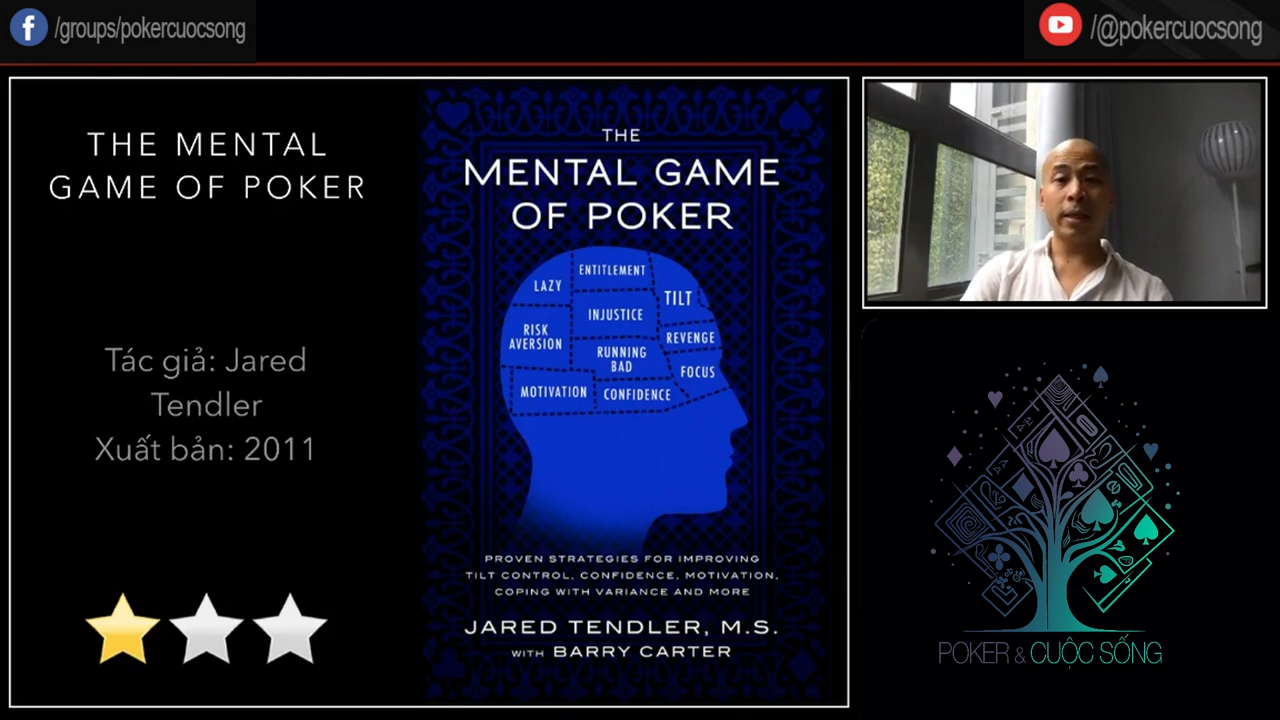 /groups/pokercuocsong
/@pokercuocsong
THE MENTAL
GAME OF POKER
Tác giả: Jared
Tendler
Xuất bản: 2011
THE
MENTAL GAME
OF POKER
LAZY
ENTITLEMENT
TILT
INJUSTICE
RISK
AVERSION
REVENGE
RUNNING
BAD
FOCUS
MOTIVATION
CONFIDENCE
PROVEN STRATEGIES FOR IMPROVING
TILT CONTROL, CONFIDENCE, MOTIVATION,
COPING WITH VARIANCE AND MORE
JARED TENDLER, M.S.
WITH BARRY CARTER
POKER & CUỘC SỐNG